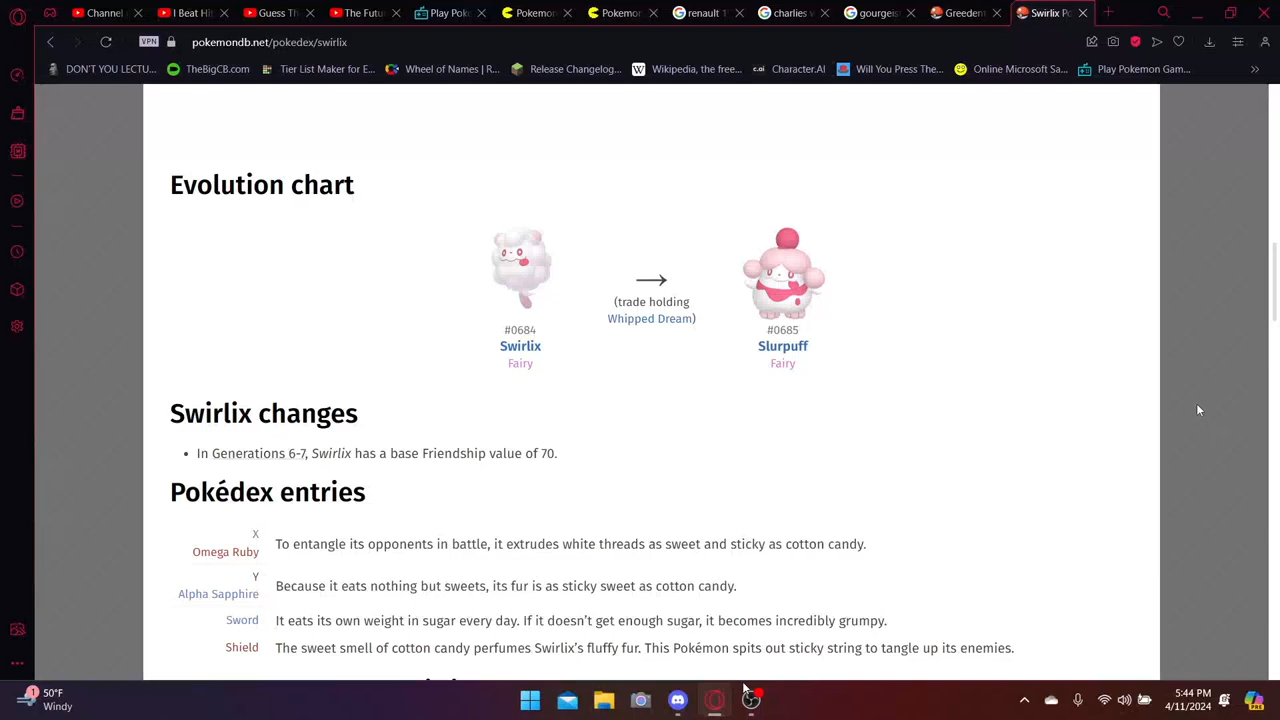 Channel
I Beat Hi
Guess Th
The Futu
Play Pok
Pokemon
Pokemon
renault 1
charlies v
gourgeist
Greedent
Swirlix Po
VPN
pokemondb.net/pokedex/swirlix
DON'T YOU LECTU...
TheBigCB.com
Tier List Maker for E...
Wheel of Names | R...
Release Changelog...
W
Wikipedia, the free...
c.ai
Character.AI
Will You Press The...
Online Microsoft Sa...
Play Pokemon Gam...
Evolution chart
(trade holding
Whipped Dream)
#0684
Swirlix
Fairy
#0685
Slurpuff
Fairy
Swirlix changes
In Generations 6-7, Swirlix has a base Friendship value of 70.
Pokédex entries
X
Omega Ruby
To entangle its opponents in battle, it extrudes white threads as sweet and sticky as cotton candy.
Y
Alpha Sapphire
Because it eats nothing but sweets, its fur is as sticky sweet as cotton candy.
Sword
It eats its own weight in sugar every day. If it doesn't get enough sugar, it becomes incredibly grumpy.
Shield
The sweet smell of cotton candy perfumes Swirlix's fluffy fur. This Pokémon spits out sticky string to tangle up its enemies.
1
50°F
Windy
5:44 PM
4/11/2024
PRE